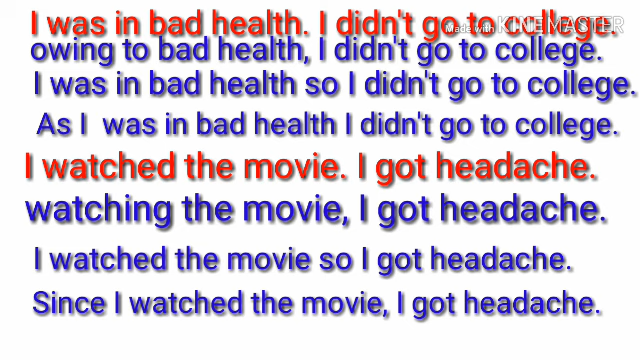 I was in bad health. I didn't go to college.
Made with KINEMASTER
owing to bad health, I didn't go to college.
I was in bad health so I didn't go to college.
As I was in bad health I didn't go to college.
I watched the movie. I got headache.
watching the movie, I got headache.
I watched the movie so I got headache.
Since I watched the movie, I got headache.